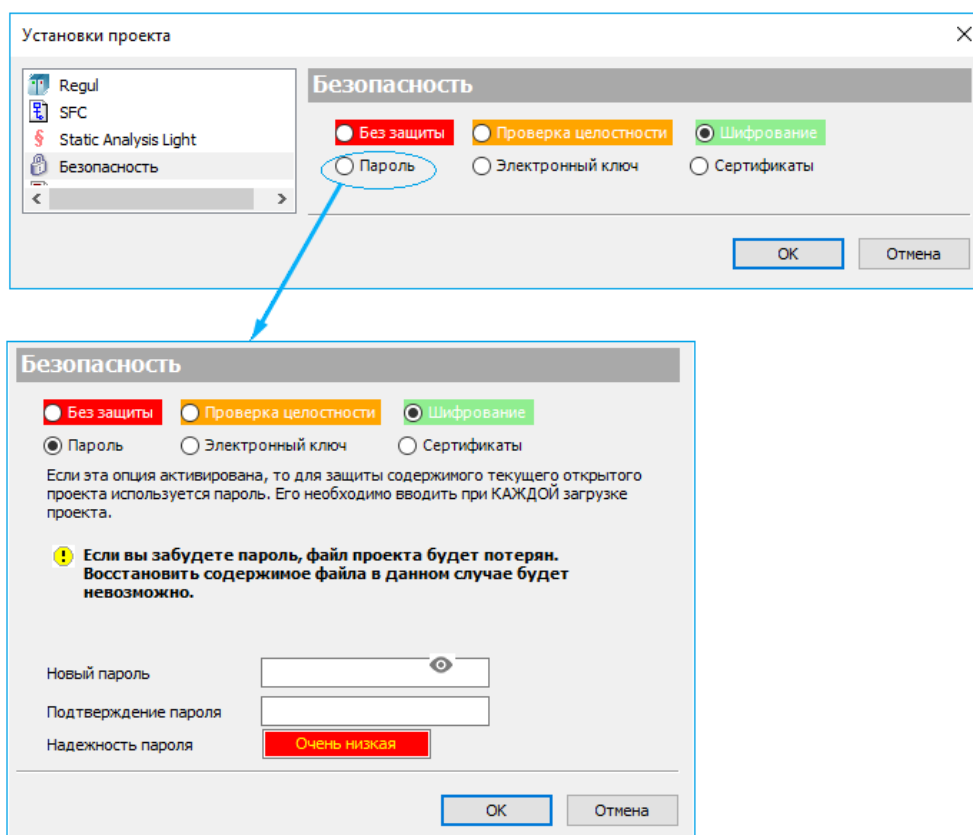 Установки проекта
Regul
SFC
Static Analysis Light
Безопасность
Безопасность
Без защиты Проверка целостности Шифрование
Пароль Электронный ключ Сертификаты
OK Отмена
Безопасность
Без защиты Проверка целостности Шифрование
Пароль Электронный ключ Сертификаты
Если эта опция активирована, то для защиты содержимого текущего открытого
проекта используется пароль. Его необходимо вводить при КАЖДОЙ загрузке
проекта.
Если вы забудете пароль, файл проекта будет потерян.
Восстановить содержимое файла в данном случае будет
невозможно.
Новый пароль
Подтверждение пароля
Надежность пароля Очень низкая
OK Отмена